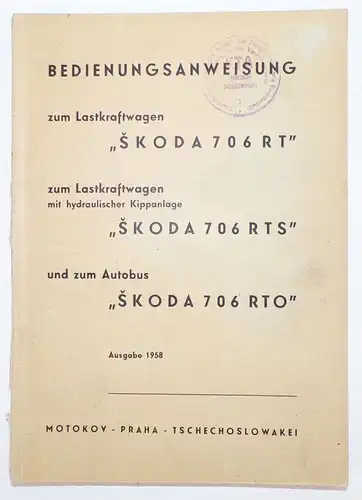 BEDIENUNGSANWEISUNG
zum Lastkraftwagen
„ŠKODA 706 RT”
zum Lastkraftwagen
mit hydraulischer Kippanlage
„ŠKODA 706 RTS”
und zum Autobus
„ŠKODA 706 RTO”
Ausgabe 1958
MOTOKOV - PRAHA - TSCHECHOSLOWAKEI